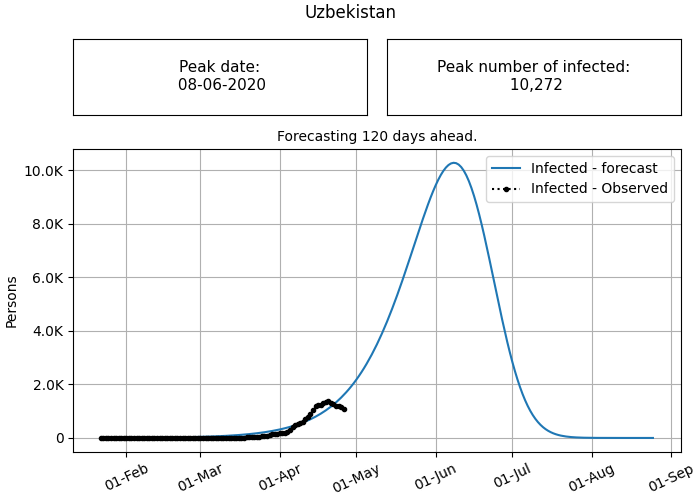 Uzbekistan
Peak date:
08-06-2020
Peak number of infected:
10,272
Forecasting 120 days ahead.
Infected - forecast
Infected - Observed
Persons
10.0K
8.0K
6.0K
4.0K
2.0K
0
01-Feb
01-Mar
01-Apr
01-May
01-Jun
01-Jul
01-Aug
01-Sep